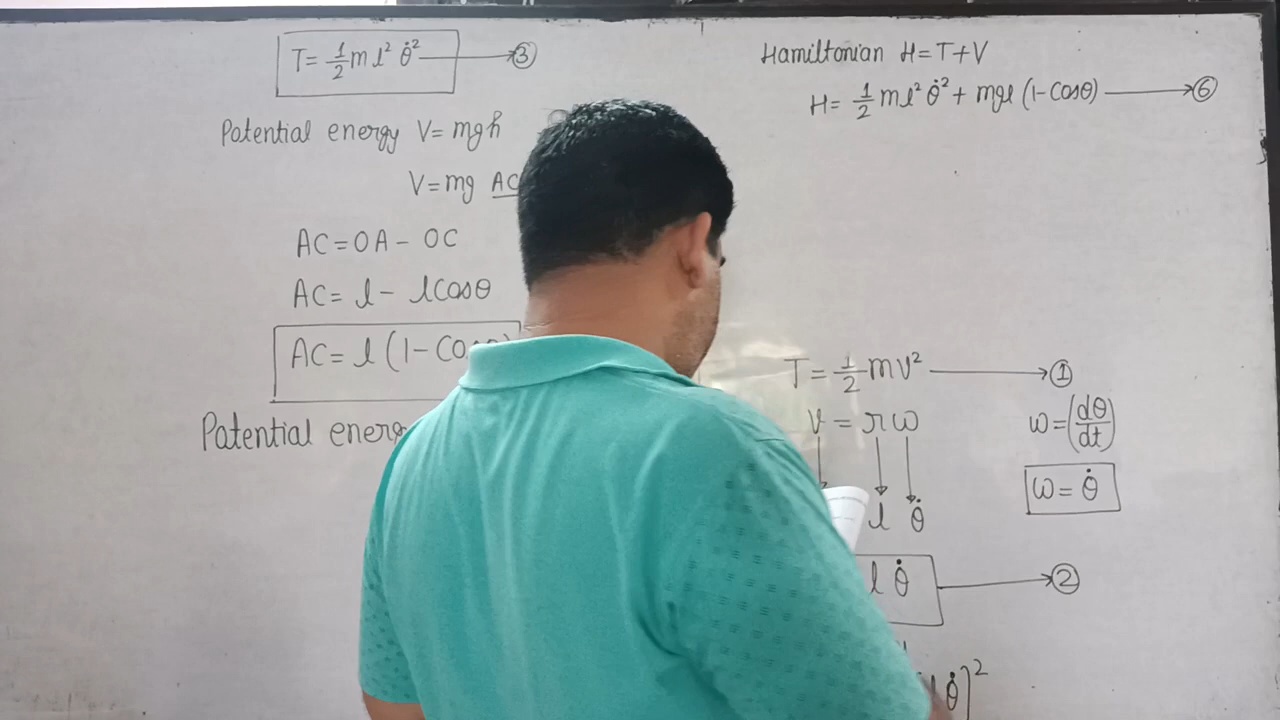 T = 1/2 m l² θ̇² → ③
Potential energy V = mgh
V = mg AC
AC = OA - OC
AC = l - l Cosθ
AC = l (1 - Co
Potential energ
Hamiltonian H = T + V
H = 1/2 m l² θ̇² + mgl (1 - Cosθ) → ⑥
T = 1/2 mv² → ①
v = rω
ω = (dθ/dt)
l θ̇
ω = θ̇
l θ̇ → ②
l θ̇]²